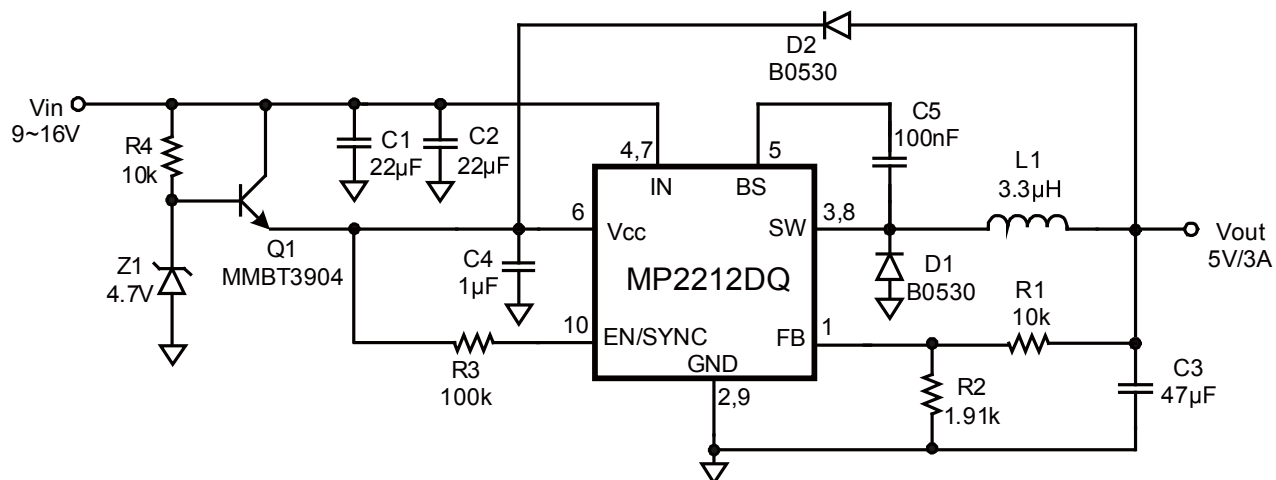 D2
B0530
Vin
9~16V
R4
10k
C1
22µF
C2
22µF
4,7
IN
5
BS
C5
100nF
L1
3.3µH
6
Vcc
3,8
SW
Q1
MMBT3904
Z1
4.7V
C4
1µF
MP2212DQ
D1
B0530
Vout
5V/3A
R1
10k
10
EN/SYNC
1
FB
R3
100k
GND
2,9
R2
1.91k
C3
47µF